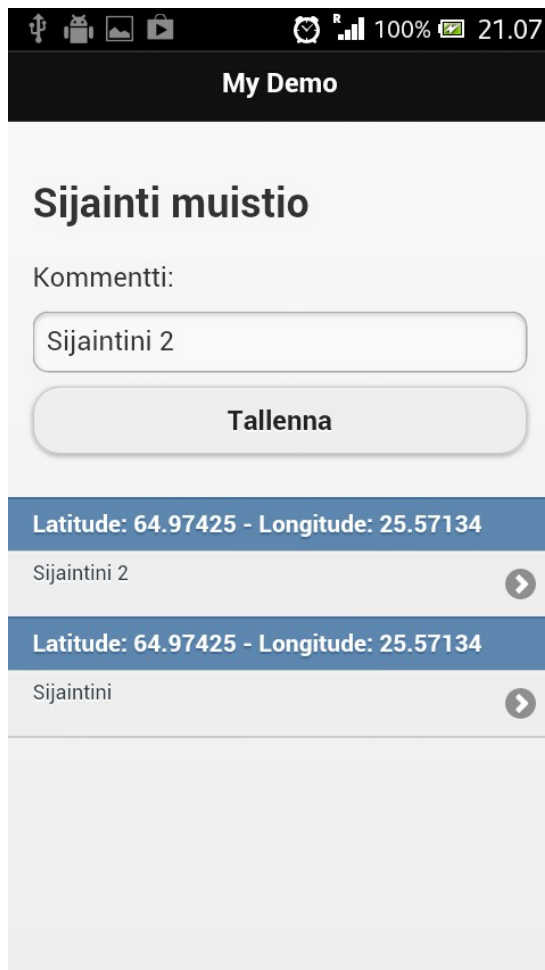 R 100% 21.07
My Demo
Sijainti muistio
Kommentti:
Sijaintini 2
Tallenna
Latitude: 64.97425 - Longitude: 25.57134
Sijaintini 2
Latitude: 64.97425 - Longitude: 25.57134
Sijaintini